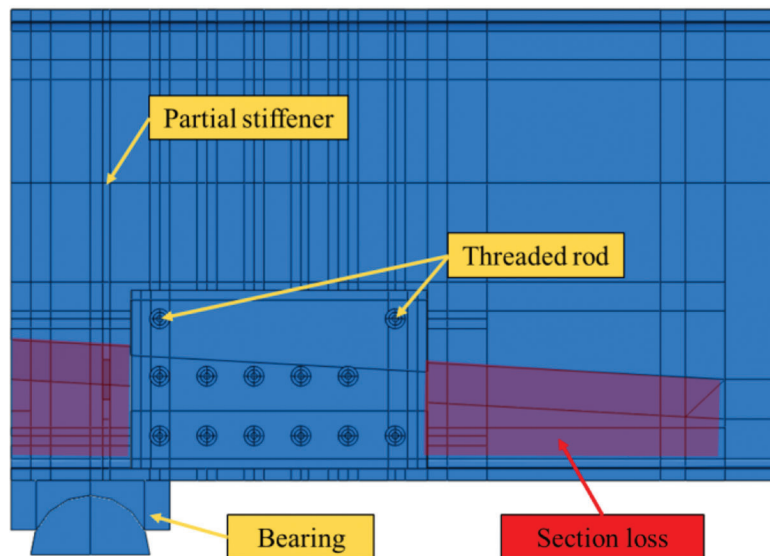 Partial stiffener
Threaded rod
Bearing
Section loss